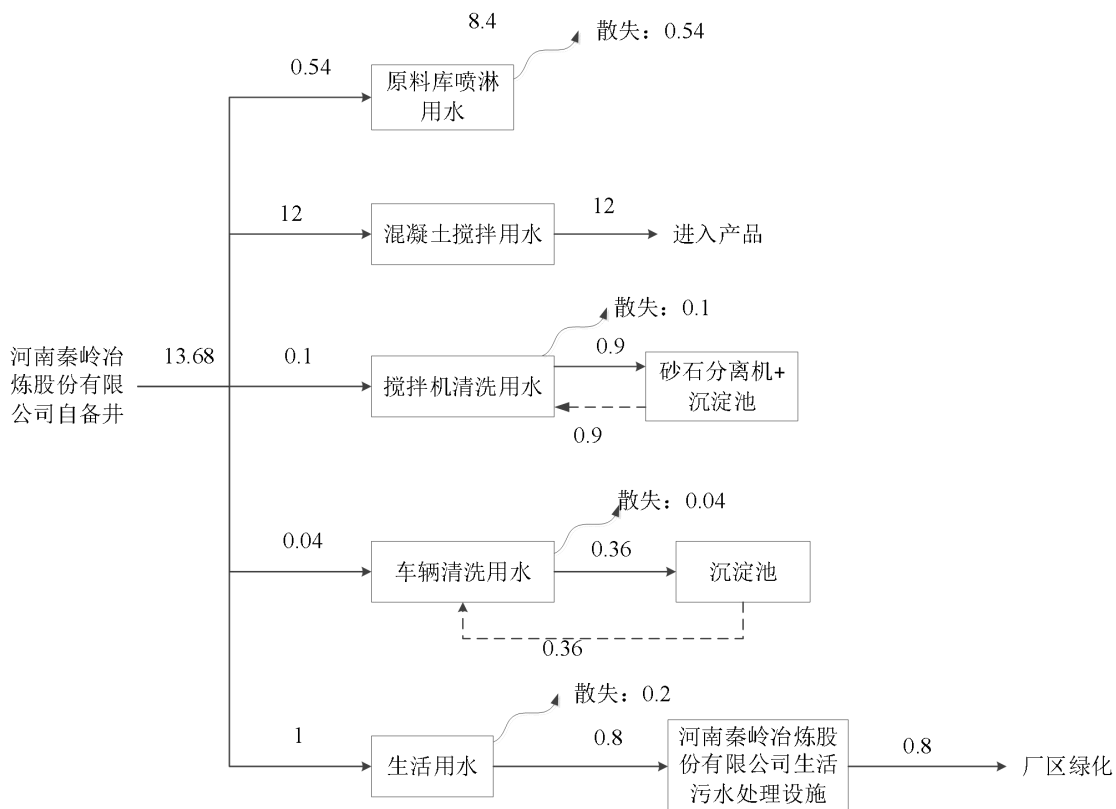 8.4
散失：0.54
0.54
原料库喷淋
用水
12
混凝土搅拌用水
12
进入产品
散失：0.1
河南秦岭冶
炼股份有限
公司自备井
13.68
0.1
搅拌机清洗用水
0.9
砂石分离机+
沉淀池
0.9
散失：0.04
0.04
车辆清洗用水
0.36
沉淀池
0.36
散失：0.2
1
生活用水
0.8
河南秦岭冶炼股
份有限公司生活
污水处理设施
0.8
厂区绿化